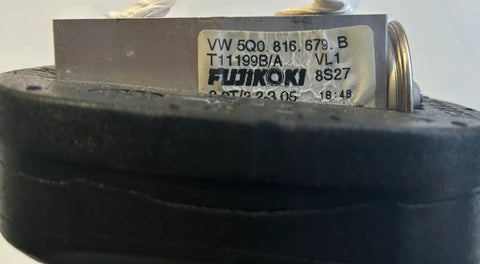 VW 5Q0. 816. 679. B
T11199B/A VL1
FUJIKOKI 8S27
18:48